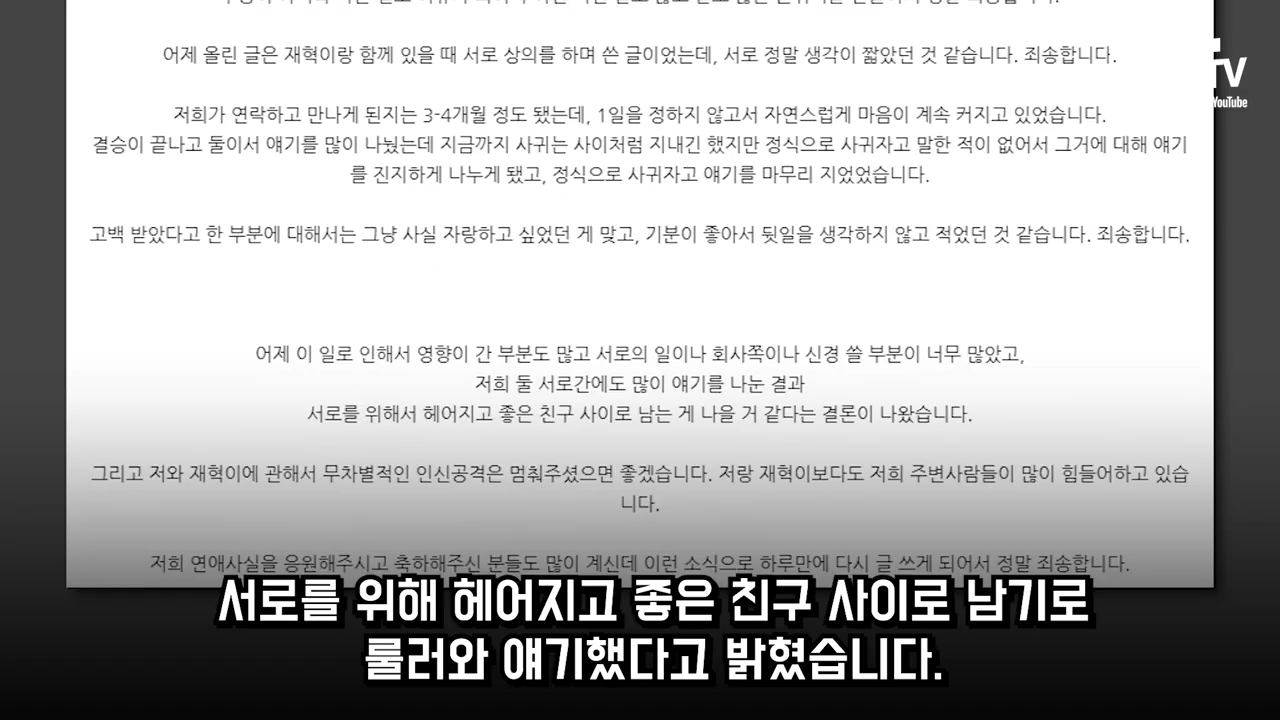 어제 올린 글은 재혁이랑 함께 있을 때 서로 상의를 하며 쓴 글이었는데, 서로 정말 생각이 짧았던 것 같습니다. 죄송합니다.
TV
YouTube
저희가 연락하고 만나게 된지는 3-4개월 정도 됐는데, 1일을 정하지 않고서 자연스럽게 마음이 계속 커지고 있었습니다.
결승이 끝나고 둘이서 얘기를 많이 나눴는데 지금까지 사귀는 사이처럼 지내긴 했지만 정식으로 사귀자고 말한 적이 없어서 그거에 대해 얘기
를 진지하게 나누게 됐고, 정식으로 사귀자고 얘기를 마무리 지었었습니다.
고백 받았다고 한 부분에 대해서는 그냥 사실 자랑하고 싶었던 게 맞고, 기분이 좋아서 뒷일을 생각하지 않고 적었던 것 같습니다. 죄송합니다.
어제 이 일로 인해서 영향이 간 부분도 많고 서로의 일이나 회사쪽이나 신경 쓸 부분이 너무 많았고,
저희 둘 서로간에도 많이 얘기를 나눈 결과
서로를 위해서 헤어지고 좋은 친구 사이로 남는 게 나을 거 같다는 결론이 나왔습니다.
그리고 저와 재혁이에 관해서 무차별적인 인신공격은 멈춰주셨으면 좋겠습니다. 저랑 재혁이보다도 저희 주변사람들이 많이 힘들어하고 있습
니다.
저희 연애사실을 응원해주시고 축하해주신 분들도 많이 계신데 이런 소식으로 하루만에 다시 글 쓰게 되어서 정말 죄송합니다.
서로를 위해 헤어지고 좋은 친구 사이로 남기로
룰러와 얘기했다고 밝혔습니다.